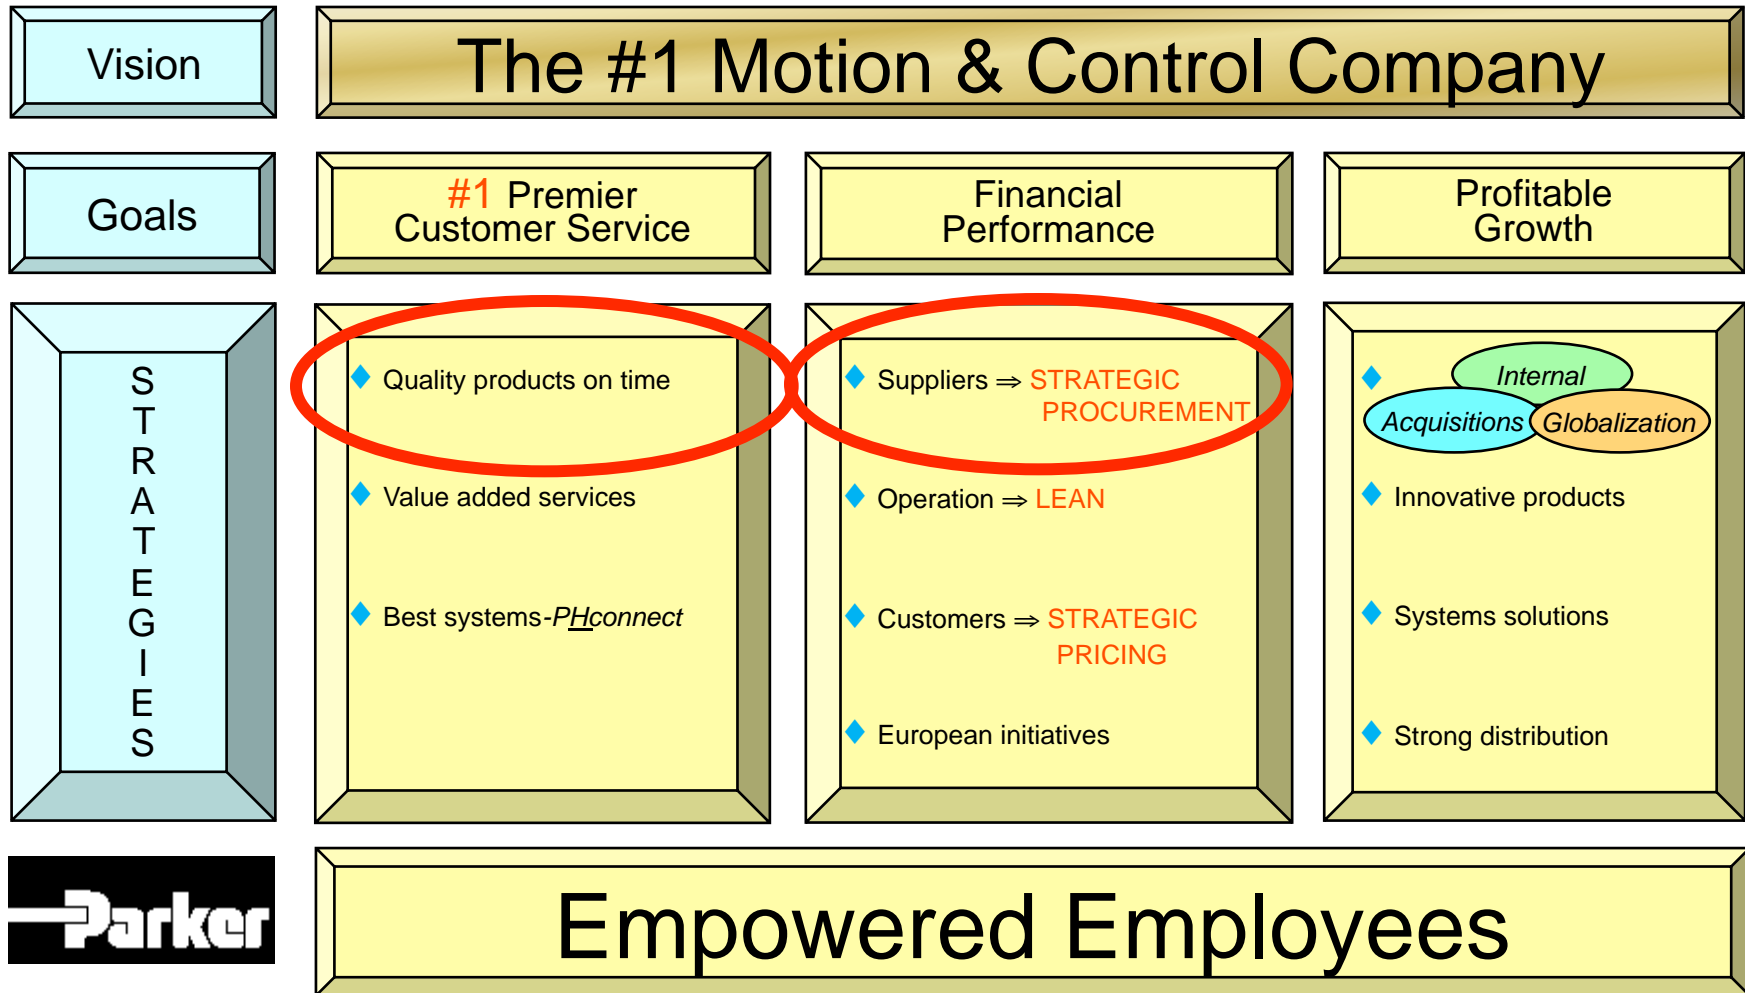 Vision
The #1 Motion & Control Company
Goals
#1 Premier
Customer Service
Financial
Performance
Profitable
Growth
STRATEGIES
Quality products on time
Value added services
Best systems-PHconnect
Suppliers ⇒ STRATEGIC
PROCUREMENT
Operation ⇒ LEAN
Customers ⇒ STRATEGIC
PRICING
European initiatives
Internal
Acquisitions
Globalization
Innovative products
Systems solutions
Strong distribution
Parker
Empowered Employees